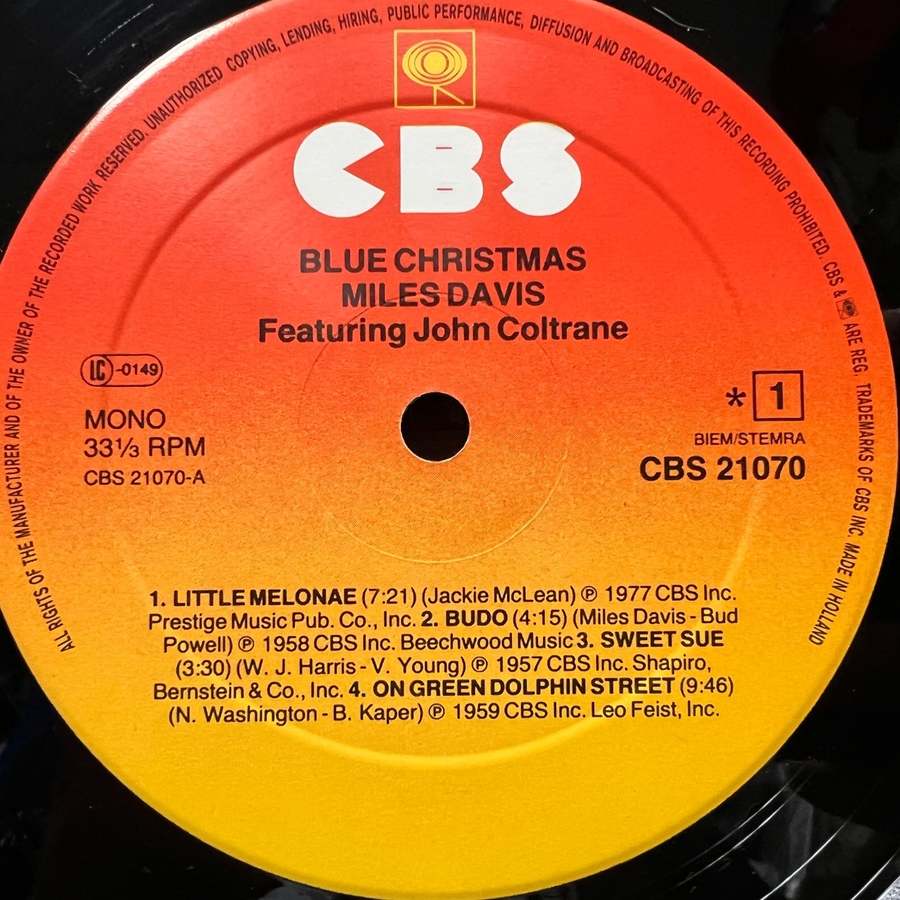 ALL RIGHTS OF THE MANUFACTURER AND OF THE OWNER OF THE RECORDED WORK RESERVED. UNAUTHORIZED COPYING, LENDING, HIRING, PUBLIC PERFORMANCE, DIFFUSION AND BROADCASTING OF THIS RECORDING PROHIBITED. CBS & ARE REG. TRADEMARKS OF CBS INC. MADE IN HOLLAND
CBS
BLUE CHRISTMAS
MILES DAVIS
Featuring John Coltrane
LC -0149
MONO
33⅓ RPM
CBS 21070-A
* 1
BIEM/STEMRA
CBS 21070
1. LITTLE MELONAE (7:21) (Jackie McLean) ℗ 1977 CBS Inc.
Prestige Music Pub. Co., Inc. 2. BUDO (4:15) (Miles Davis - Bud
Powell) ℗ 1958 CBS Inc. Beechwood Music 3. SWEET SUE
(3:30) (W. J. Harris - V. Young) ℗ 1957 CBS Inc. Shapiro,
Bernstein & Co., Inc. 4. ON GREEN DOLPHIN STREET (9:46)
(N. Washington - B. Kaper) ℗ 1959 CBS Inc. Leo Feist, Inc.